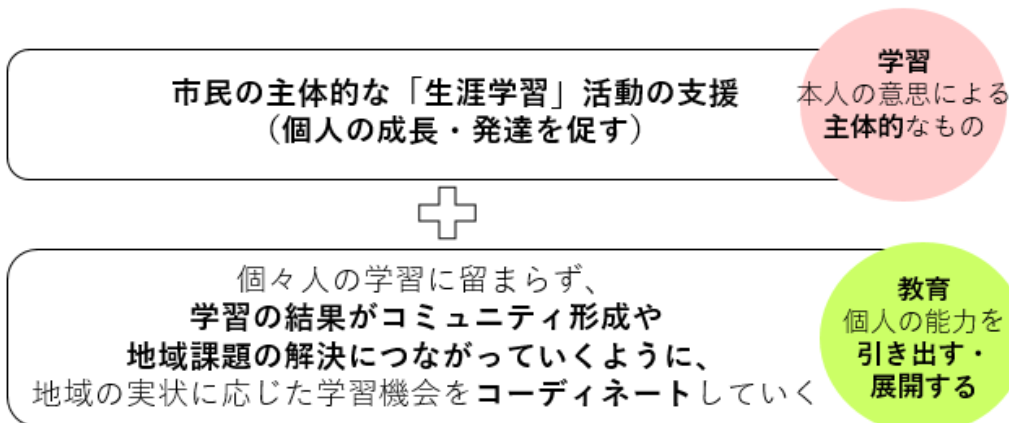 市民の主体的な「生涯学習」活動の支援
(個人の成長・発達を促す)
学習
本人の意思による
主体的なもの
個々人の学習に留まらず、
学習の結果がコミュニティ形成や
地域課題の解決につながっていくように、
地域の実状に応じた学習機会をコーディネートしていく
教育
個人の能力を
引き出す・
展開する